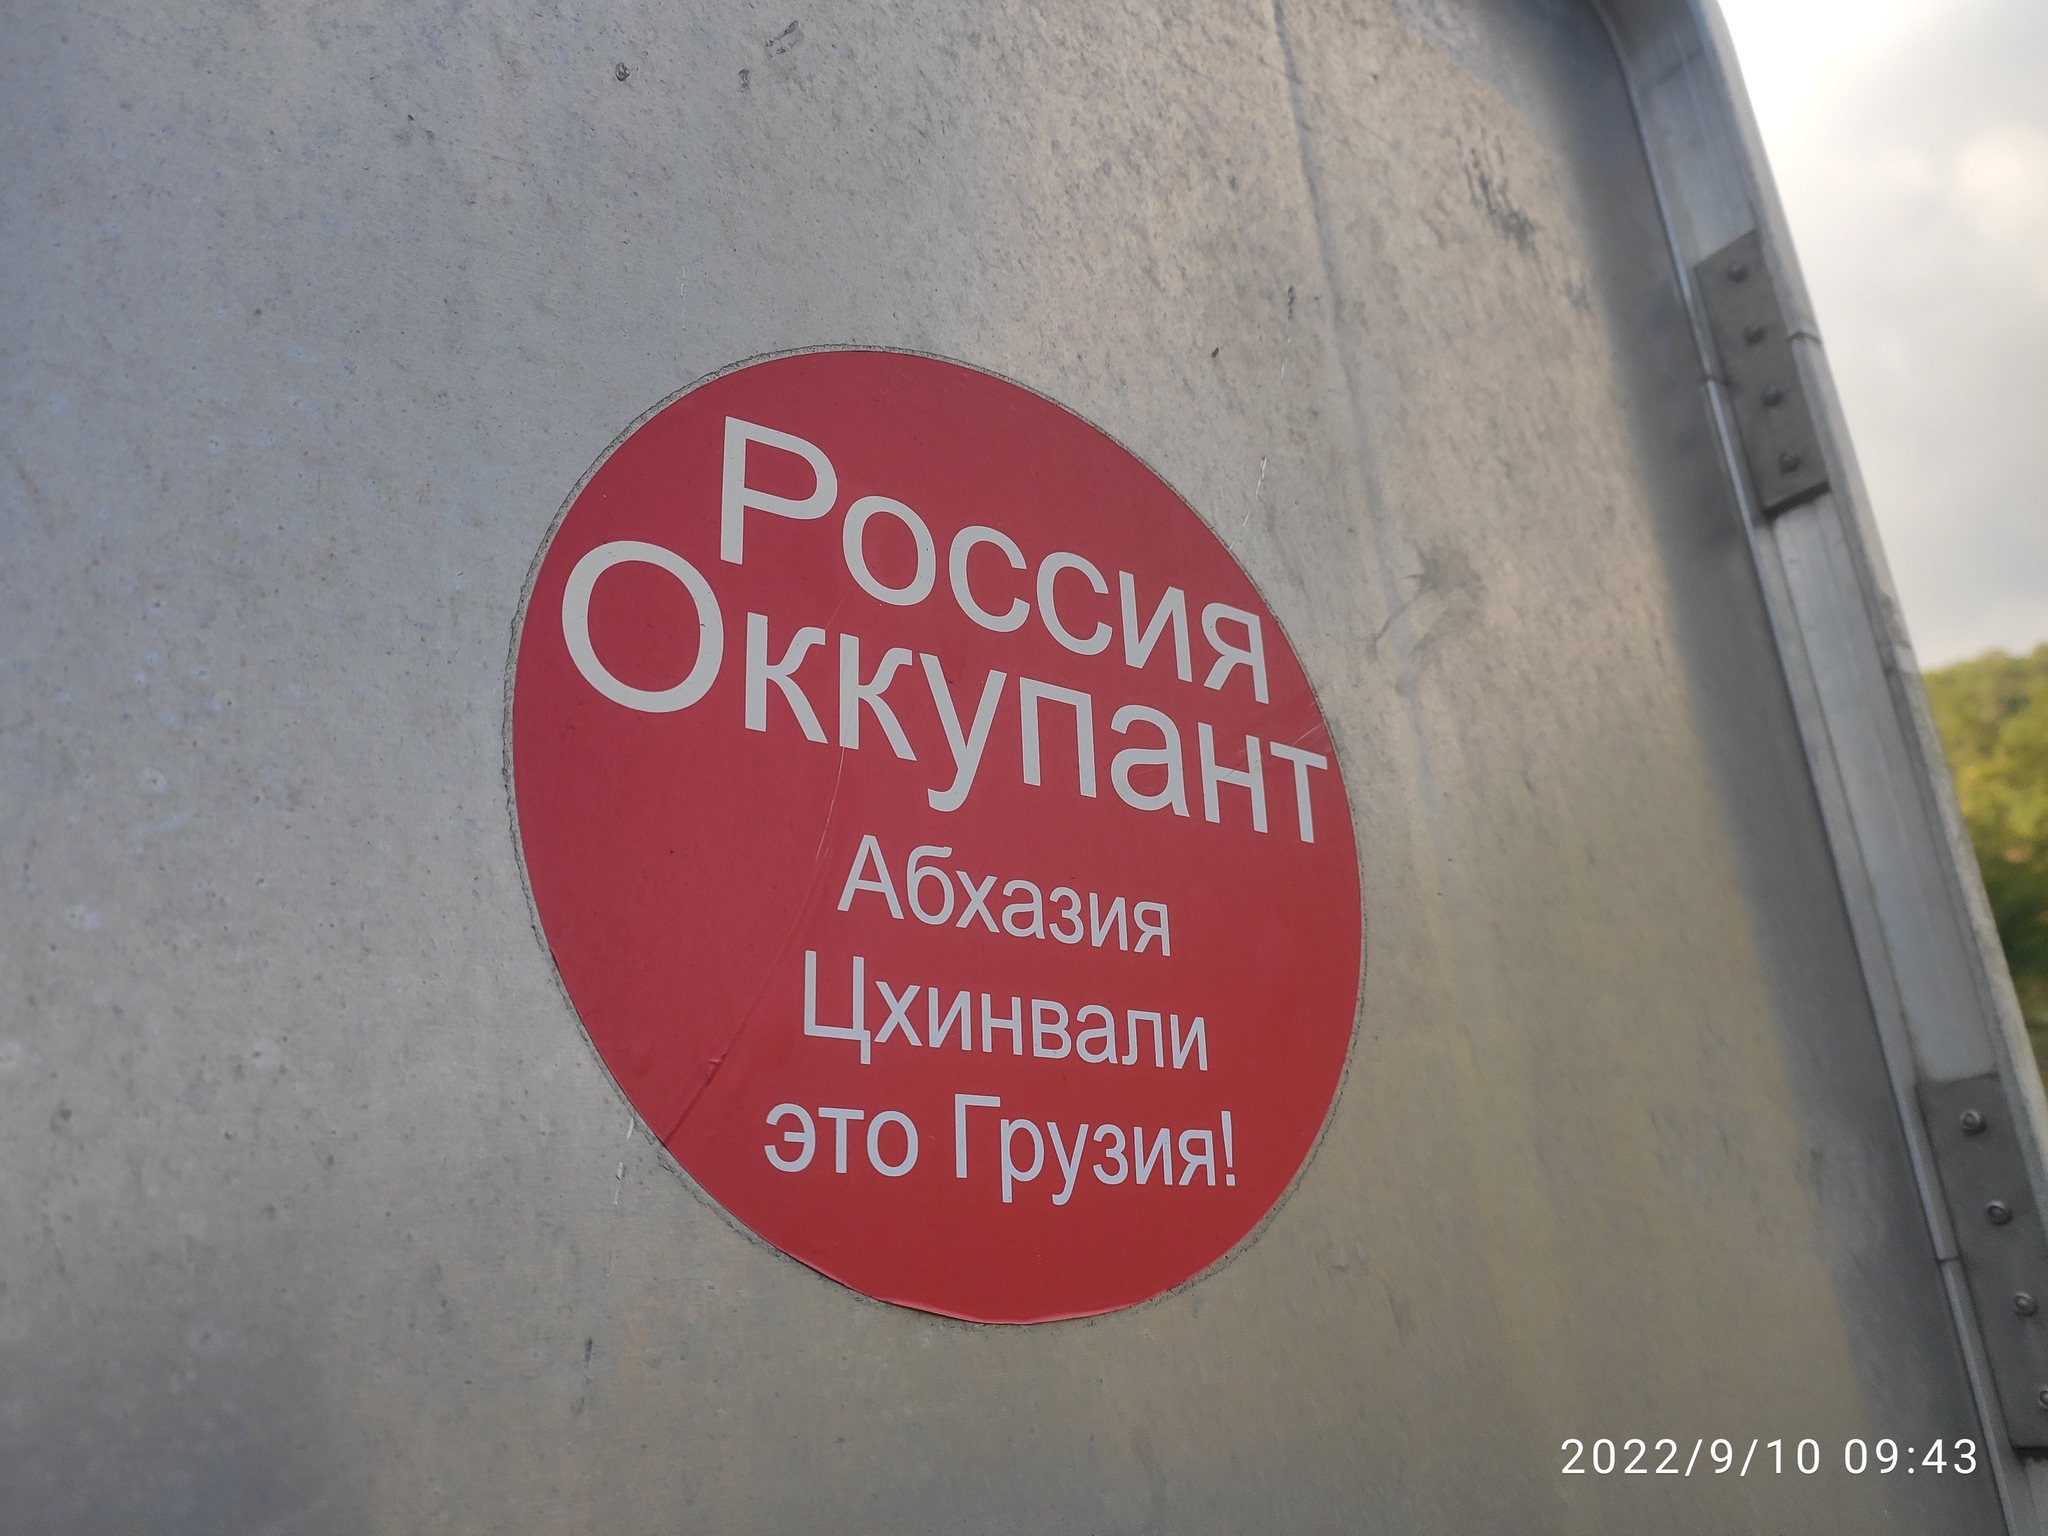 Россия
Оккупант
Абхазия
Цхинвали
это Грузия!
2022/9/10 09:43